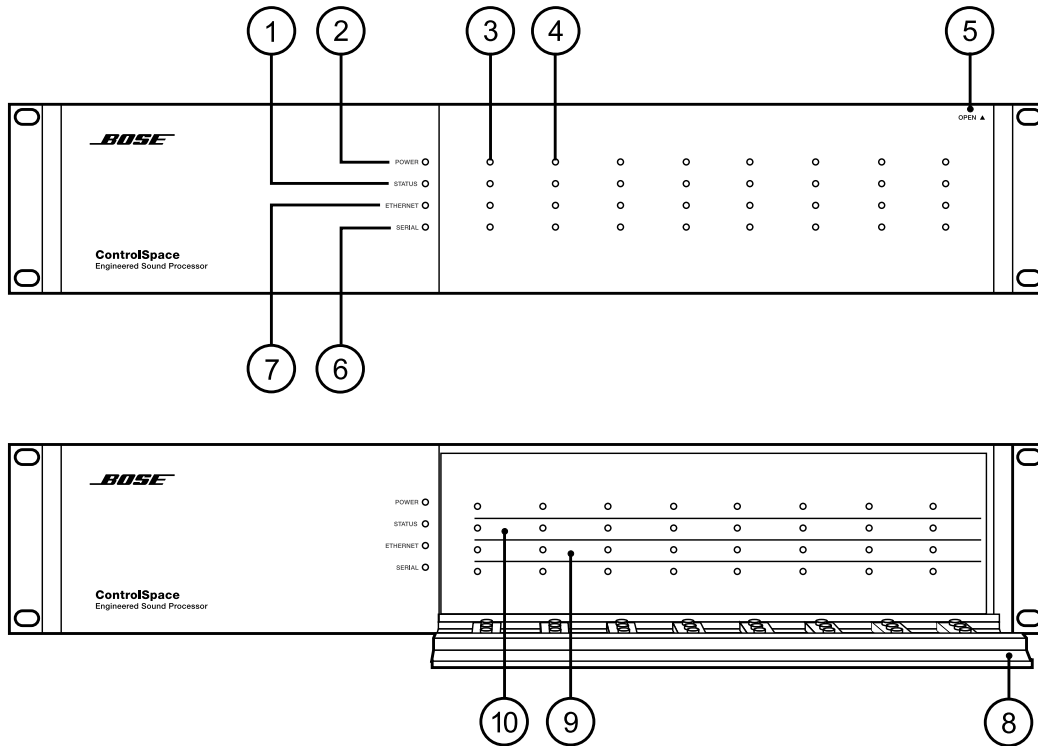 1 2 3 4 5
OPEN ▲
BOSE
POWER
STATUS
ETHERNET
SERIAL
ControlSpace
Engineered Sound Processor
7 6
BOSE
POWER
STATUS
ETHERNET
SERIAL
ControlSpace
Engineered Sound Processor
10 9 8